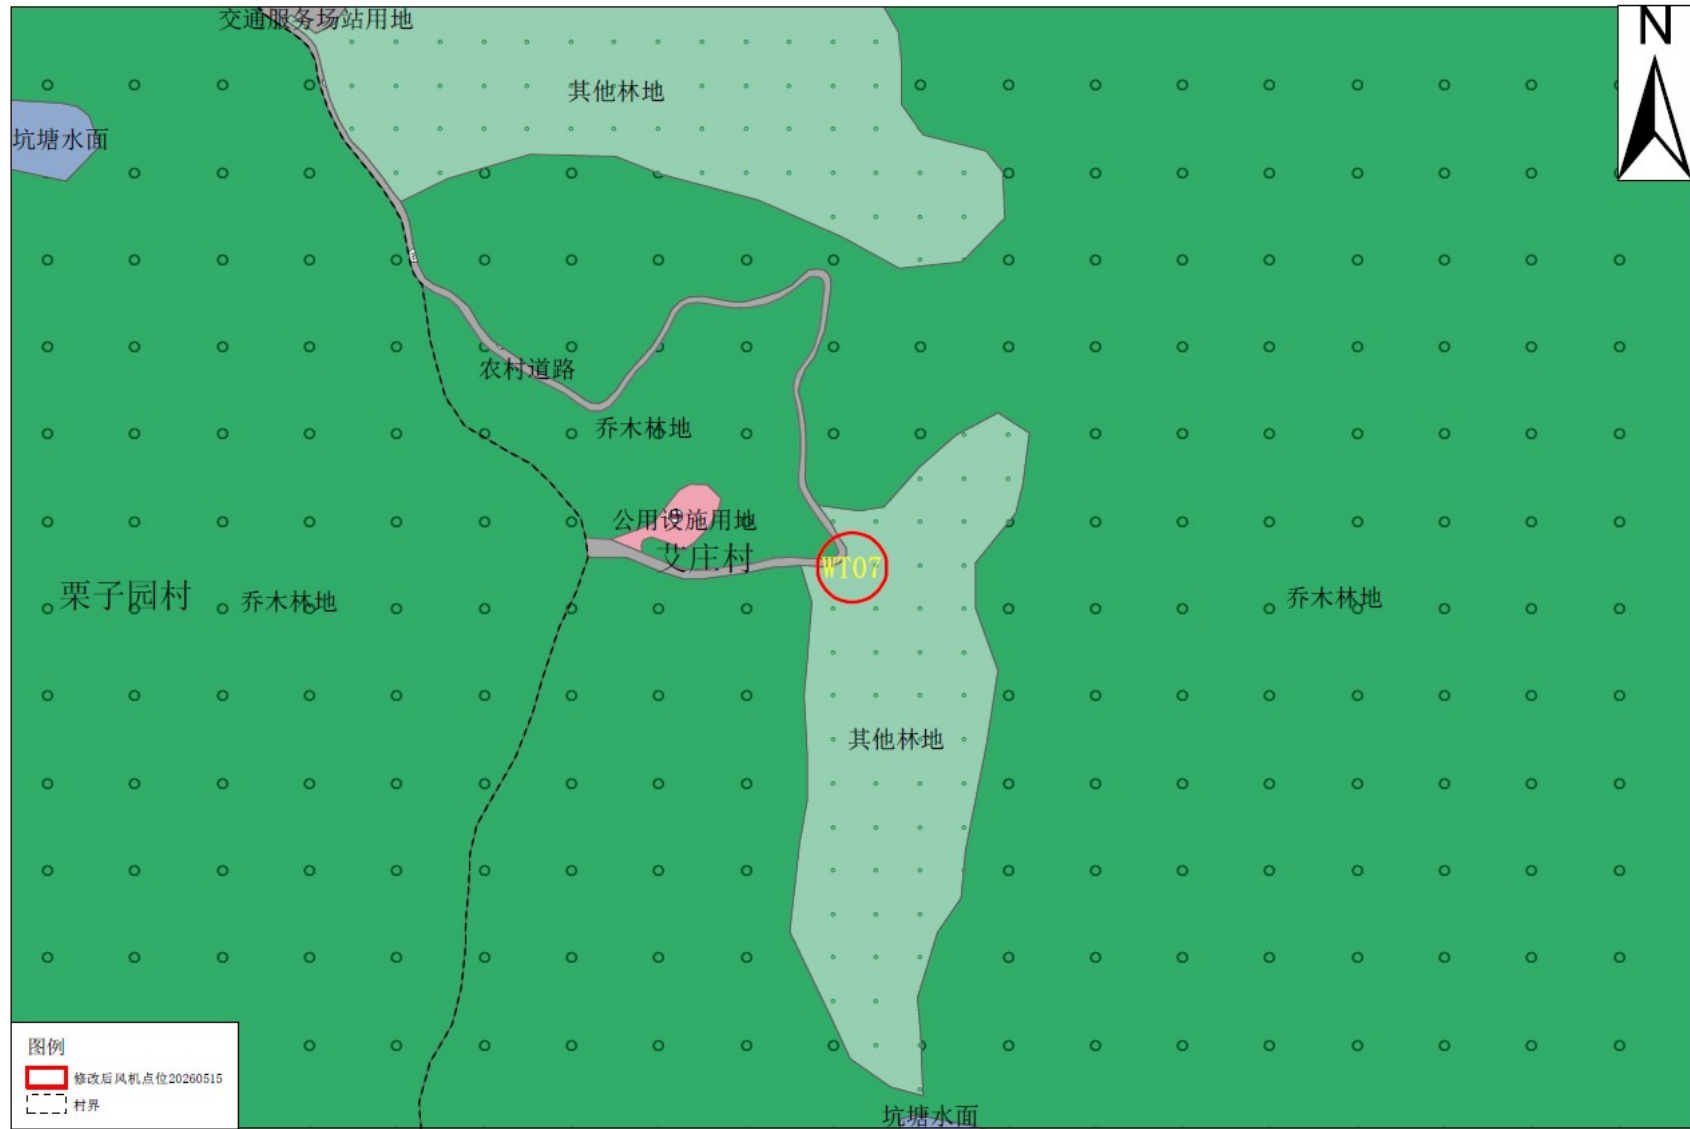 交通服务场站用地
N
其他林地
坑塘水面
农村道路
乔木林地
公用设施用地
艾庄村
WT07
栗子园村
乔木林地
乔木林地
其他林地
图例
修改后风机点位20260515
村界
坑塘水面